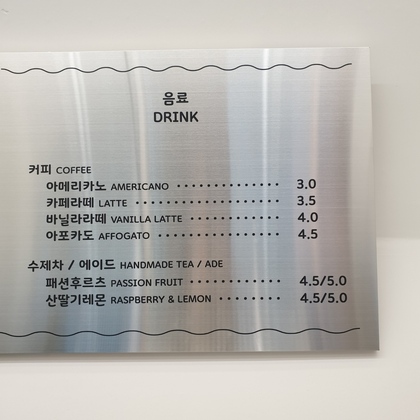 음료
DRINK
커피 COFFEE
아메리카노 AMERICANO ············· 3.0
카페라떼 LATTE ·················· 3.5
바닐라라떼 VANILLA LATTE ············ 4.0
아포카도 AFFOGATO ··············· 4.5
수제차 / 에이드 HANDMADE TEA / ADE
패션후르츠 PASSION FRUIT ············ 4.5/5.0
산딸기레몬 RASPBERRY & LEMON ········ 4.5/5.0